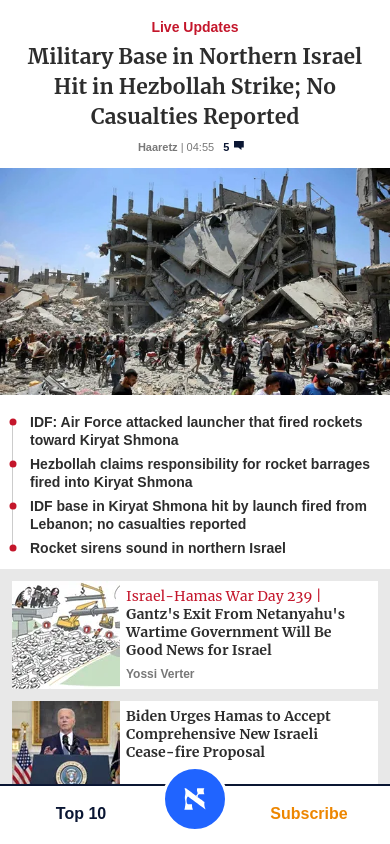 Live Updates
Military Base in Northern Israel
Hit in Hezbollah Strike; No
Casualties Reported
Haaretz | 04:55 5
IDF: Air Force attacked launcher that fired rockets
toward Kiryat Shmona
Hezbollah claims responsibility for rocket barrages
fired into Kiryat Shmona
IDF base in Kiryat Shmona hit by launch fired from
Lebanon; no casualties reported
Rocket sirens sound in northern Israel
Israel-Hamas War Day 239 |
Gantz's Exit From Netanyahu's
Wartime Government Will Be
Good News for Israel
Yossi Verter
Biden Urges Hamas to Accept
Comprehensive New Israeli
Cease-fire Proposal
Top 10
Subscribe